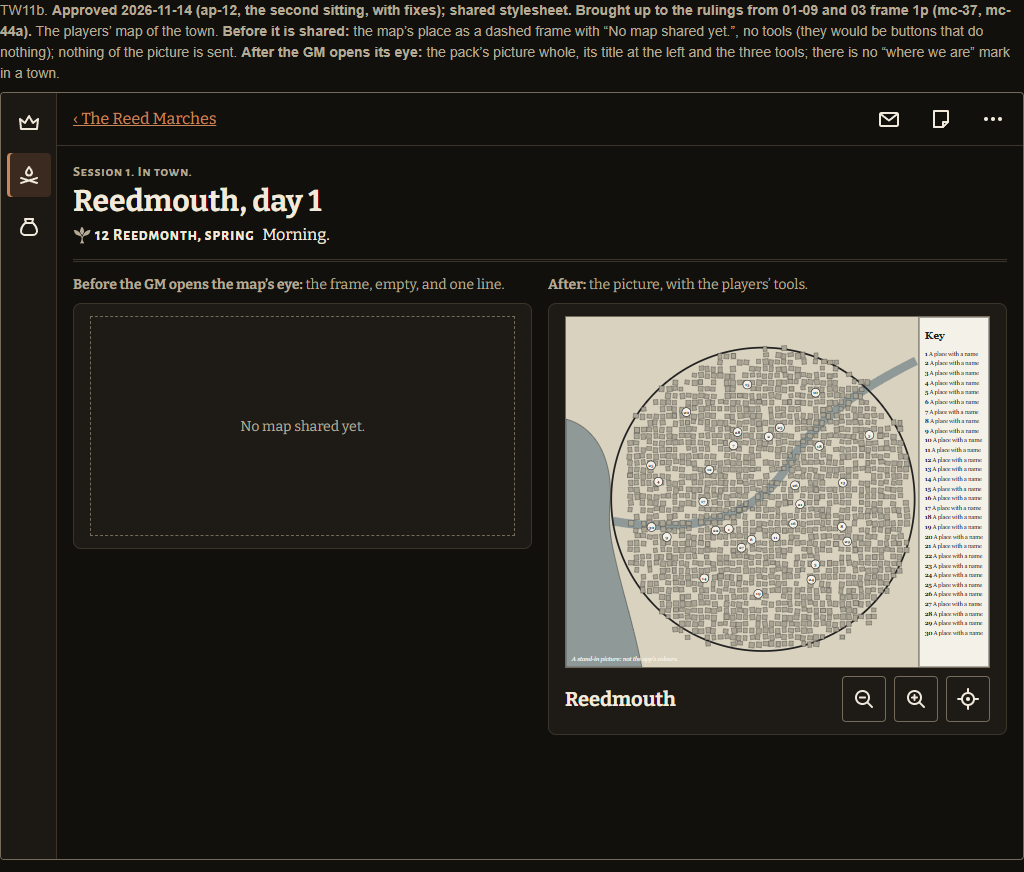 TW11b. Approved 2026-11-14 (ap-12, the second sitting, with fixes); shared stylesheet. Brought up to the rulings from 01-09 and 03 frame 1p (mc-37, mc-
44a). The players’ map of the town. Before it is shared: the map’s place as a dashed frame with “No map shared yet.”, no tools (they would be buttons that do
nothing); nothing of the picture is sent. After the GM opens its eye: the pack’s picture whole, its title at the left and the three tools; there is no “where we are” mark
in a town.
‹ The Reed Marches
Session 1. In town.
Reedmouth, day 1
12 Reedmonth, spring Morning.
Before the GM opens the map’s eye: the frame, empty, and one line.
No map shared yet.
After: the picture, with the players’ tools.
Key
1 A place with a name
2 A place with a name
3 A place with a name
4 A place with a name
5 A place with a name
6 A place with a name
7 A place with a name
8 A place with a name
9 A place with a name
10 A place with a name
11 A place with a name
12 A place with a name
13 A place with a name
14 A place with a name
15 A place with a name
16 A place with a name
17 A place with a name
18 A place with a name
19 A place with a name
20 A place with a name
21 A place with a name
22 A place with a name
23 A place with a name
24 A place with a name
25 A place with a name
26 A place with a name
27 A place with a name
28 A place with a name
29 A place with a name
30 A place with a name
A stand-in picture: not the
Reedmouth